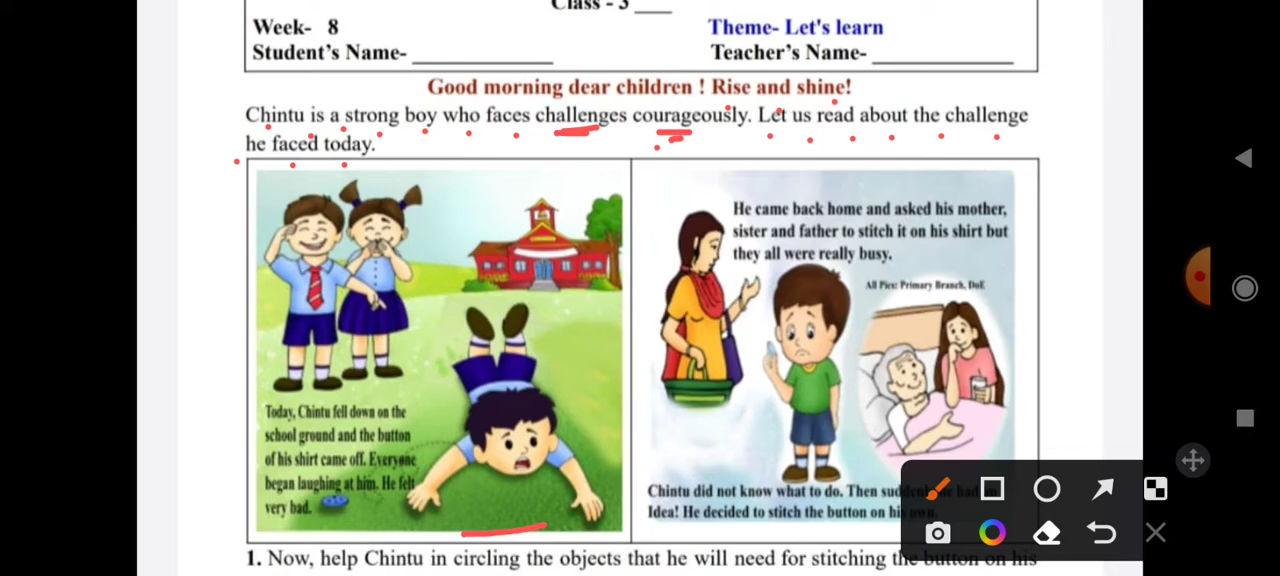 Class - 3 ____
Week- 8
Theme- Let's learn
Student’s Name- ____________
Teacher’s Name- ____________
Good morning dear children ! Rise and shine!
Chintu is a strong boy who faces challenges courageously. Let us read about the challenge
he faced today.
Today, Chintu fell down on the
school ground and the button
of his shirt came off. Everyone
began laughing at him. He felt
very bad.
He came back home and asked his mother,
sister and father to stitch it on his shirt but
they all were really busy.
All Pics: Primary Branch, DoE
Chintu did not know what to do. Then
Idea! He decided to stitch the button on his
1. Now, help Chintu in circling the objects that he will need for stitching the button on his